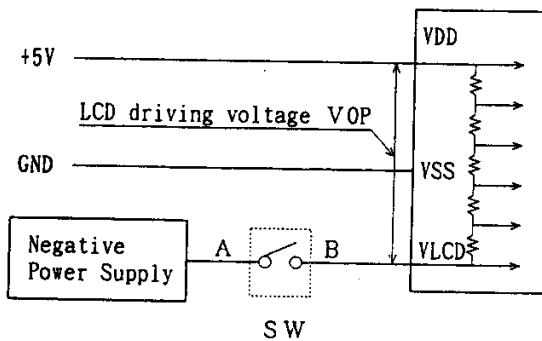 VDD
+5V
LCD driving voltage VOP
GND
VSS
Negative
Power Supply
A
B
VLCD
SW